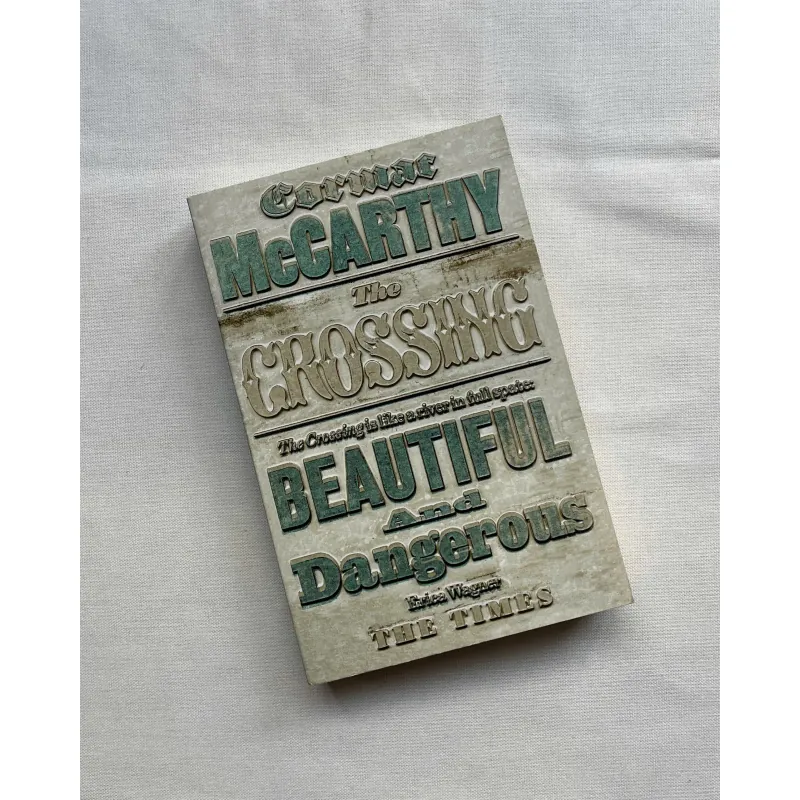 Cormac
McCARTHY
The
CROSSING
The Crossing is like a river in full spate:
BEAUTIFUL
And
Dangerous
Erica Wagner
THE TIMES